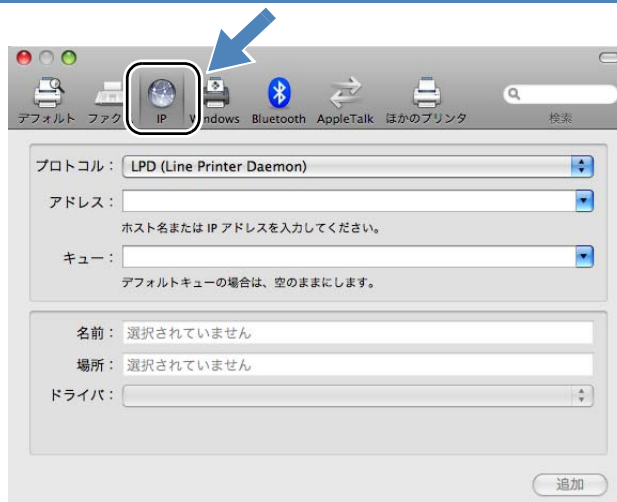 デフォルト ファク IP Windows Bluetooth AppleTalk ほかのプリンタ 検索
プロトコル： LPD (Line Printer Daemon)
アドレス：
ホスト名または IP アドレスを入力してください。
キュー：
デフォルトキューの場合は、空のままにします。
名前： 選択されていません
場所： 選択されていません
ドライバ：
追加